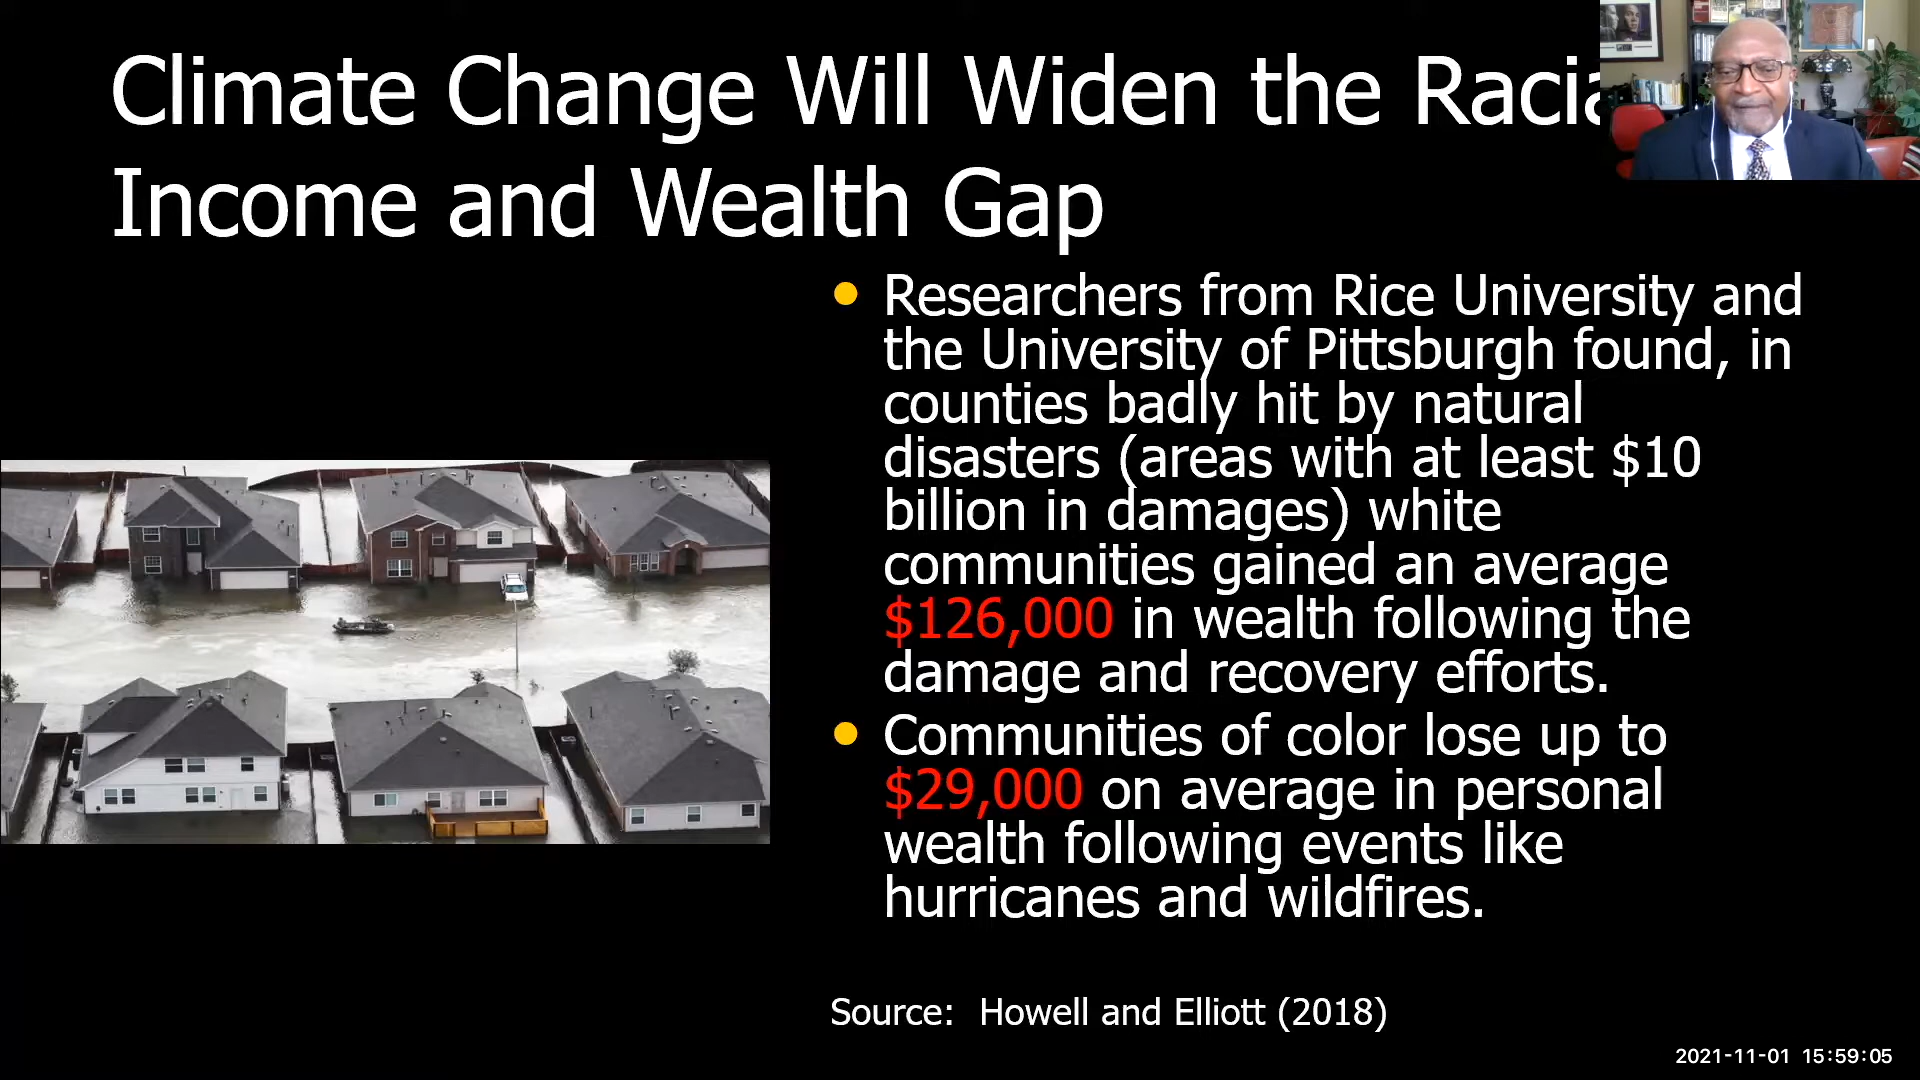 Climate Change Will Widen the Racia
Income and Wealth Gap
Researchers from Rice University and
the University of Pittsburgh found, in
counties badly hit by natural
disasters (areas with at least $10
billion in damages) white
communities gained an average
$126,000 in wealth following the
damage and recovery efforts.
Communities of color lose up to
$29,000 on average in personal
wealth following events like
hurricanes and wildfires.
Source: Howell and Elliott (2018)
2021-11-01 15:59:05